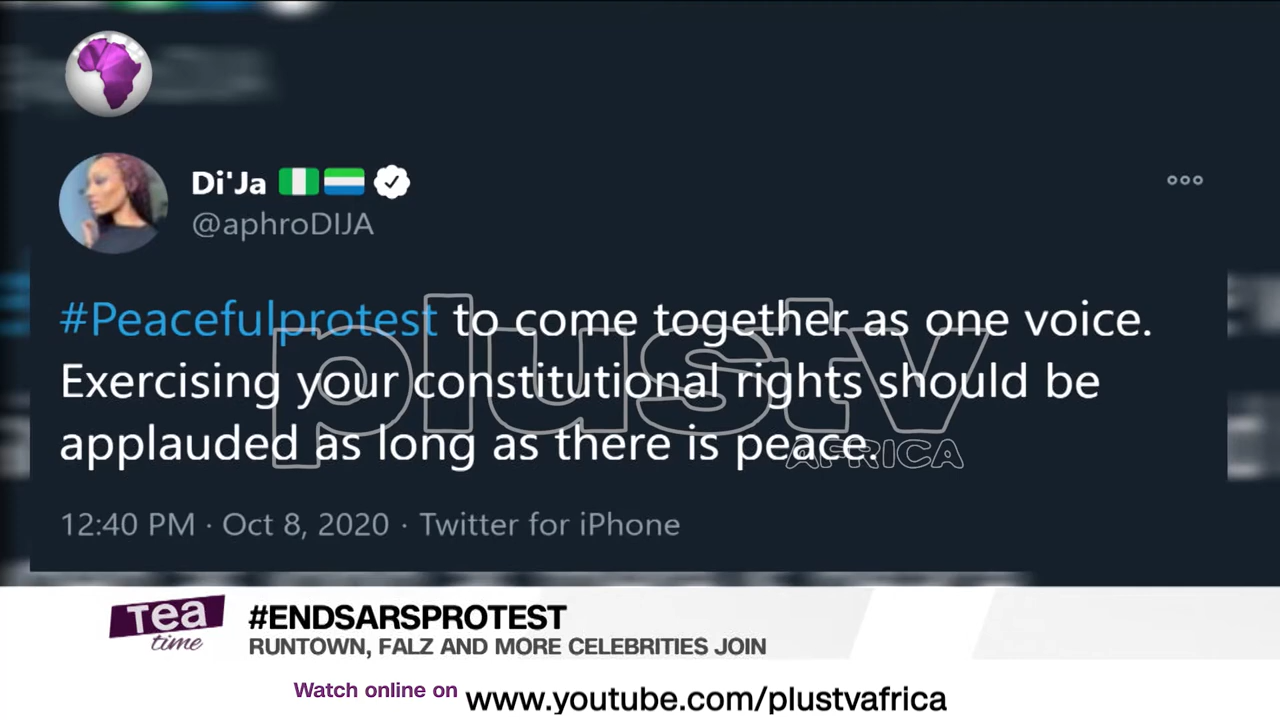 Di'Ja
@aphroDIJA
#Peacefulprotest to come together as one voice.
Exercising your constitutional rights should be
applauded as long as there is peace.
plustv
AFRICA
12:40 PM · Oct 8, 2020 · Twitter for iPhone
Tea
time
#ENDSARSPROTEST
RUNTOWN, FALZ AND MORE CELEBRITIES JOIN
Watch online on www.youtube.com/plustvafrica